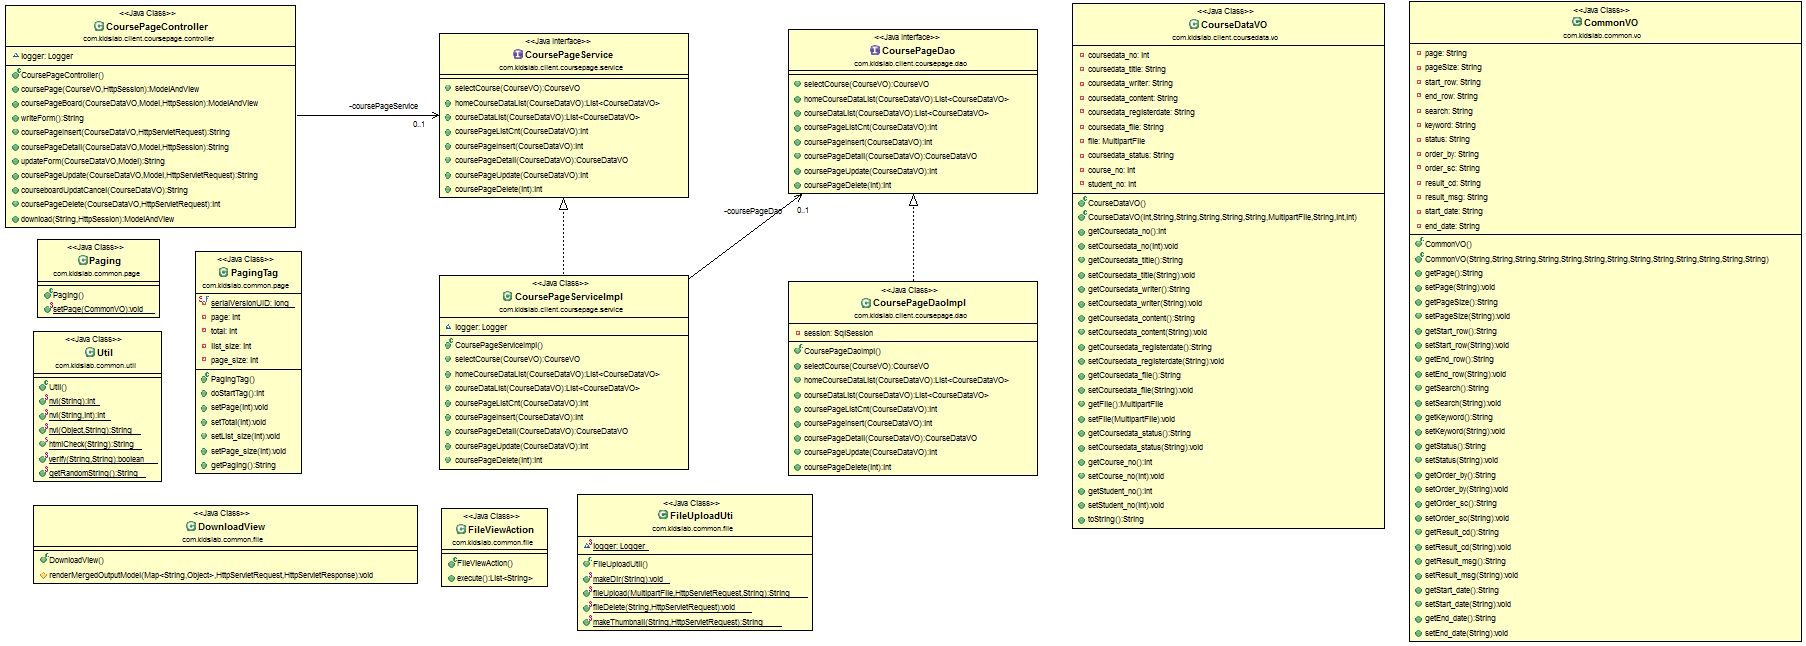 <<Java Class>>
CoursePageController
com.kidslab.client.coursepage.controller
logger: Logger
CoursePageController()
coursePage(CourseVO,HttpSession):ModelAndView
coursePageBoard(CourseDataVO,Model,HttpSession):ModelAndView
writeForm():String
coursePageInsert(CourseDataVO,HttpServletRequest):String
coursePageDetail(CourseDataVO,Model,HttpSession):String
updateForm(CourseDataVO,Model):String
coursePageUpdate(CourseDataVO,Model,HttpServletRequest):String
courseboardUpdatCancel(CourseDataVO):String
coursePageDelete(CourseDataVO,HttpServletRequest):int
download(String,HttpSession):ModelAndView
-coursePageService
0..1
<<Java Interface>>
CoursePageService
com.kidslab.client.coursepage.service
selectCourse(CourseVO):CourseVO
homeCourseDataList(CourseDataVO):List<CourseDataVO>
courseDataList(CourseDataVO):List<CourseDataVO>
coursePageListCnt(CourseDataVO):int
coursePageInsert(CourseDataVO):int
coursePageDetail(CourseDataVO):CourseDataVO
coursePageUpdate(CourseDataVO):int
coursePageDelete(int):int
<<Java Interface>>
CoursePageDao
com.kidslab.client.coursepage.dao
selectCourse(CourseVO):CourseVO
homeCourseDataList(CourseDataVO):List<CourseDataVO>
courseDataList(CourseDataVO):List<CourseDataVO>
coursePageListCnt(CourseDataVO):int
coursePageInsert(CourseDataVO):int
coursePageDetail(CourseDataVO):CourseDataVO
coursePageUpdate(CourseDataVO):int
coursePageDelete(int):int
-coursePageDao
0..1
<<Java Class>>
CourseDataVO
com.kidslab.client.coursedata.vo
coursedata_no: int
coursedata_title: String
coursedata_writer: String
coursedata_content: String
coursedata_registerdate: String
coursedata_file: String
file: MultipartFile
coursedata_status: String
course_no: int
student_no: int
CourseDataVO()
CourseDataVO(int,String,String,String,String,String,MultipartFile,String,int,int)
getCoursedata_no():int
setCoursedata_no(int):void
getCoursedata_title():String
setCoursedata_title(String):void
getCoursedata_writer():String
setCoursedata_writer(String):void
getCoursedata_content():String
setCoursedata_content(String):void
getCoursedata_registerdate():String
setCoursedata_registerdate(String):void
getCoursedata_file():String
setCoursedata_file(String):void
getFile():MultipartFile
setFile(MultipartFile):void
getCoursedata_status():String
setCoursedata_status(String):void
getCourse_no():int
setCourse_no(int):void
getStudent_no():int
setStudent_no(int):void
toString():String
<<Java Class>>
CommonVO
com.kidslab.common.vo
page: String
pageSize: String
start_row: String
end_row: String
search: String
keyword: String
status: String
order_by: String
order_sc: String
result_cd: String
result_msg: String
start_date: String
end_date: String
CommonVO()
CommonVO(String,String,String,String,String,String,String,String,String,String,String,String,String)
getPage():String
setPage(String):void
getPageSize():String
setPageSize(String):void
getStart_row():String
setStart_row(String):void
getEnd_row():String
setEnd_row(String):void
getSearch():String
setSearch(String):void
getKeyword():String
setKeyword(String):void
getStatus():String
setStatus(String):void
getOrder_by():String
setOrder_by(String):void
getOrder_sc():String
setOrder_sc(String):void
getResult_cd():String
setResult_cd(String):void
getResult_msg():String
setResult_msg(String):void
getStart_date():String
setStart_date(String):void
getEnd_date():String
setEnd_date(String):void
<<Java Class>>
Paging
com.kidslab.common.page
Paging()
setPage(CommonVO):void
<<Java Class>>
PagingTag
com.kidslab.common.page
serialVersionUID: long
page: int
total: int
list_size: int
page_size: int
PagingTag()
doStartTag():int
setPage(int):void
setTotal(int):void
setList_size(int):void
setPage_size(int):void
getPaging():String
<<Java Class>>
Util
com.kidslab.common.util
Util()
nvl(String):int
nvl(String,int):int
nvl(Object,String):String
htmlCheck(String):String
verify(String,String):boolean
getRandomString():String
<<Java Class>>
CoursePageServiceImpl
com.kidslab.client.coursepage.service
logger: Logger
CoursePageServiceImpl()
selectCourse(CourseVO):CourseVO
homeCourseDataList(CourseDataVO):List<CourseDataVO>
courseDataList(CourseDataVO):List<CourseDataVO>
coursePageListCnt(CourseDataVO):int
coursePageInsert(CourseDataVO):int
coursePageDetail(CourseDataVO):CourseDataVO
coursePageUpdate(CourseDataVO):int
coursePageDelete(int):int
<<Java Class>>
CoursePageDaoImpl
com.kidslab.client.coursepage.dao
session: SqlSession
CoursePageDaoImpl()
selectCourse(CourseVO):CourseVO
homeCourseDataList(CourseDataVO):List<CourseDataVO>
courseDataList(CourseDataVO):List<CourseDataVO>
coursePageListCnt(CourseDataVO):int
coursePageInsert(CourseDataVO):int
coursePageDetail(CourseDataVO):CourseDataVO
coursePageUpdate(CourseDataVO):int
coursePageDelete(int):int
<<Java Class>>
DownloadView
com.kidslab.common.file
DownloadView()
renderMergedOutputModel(Map<String,Object>,HttpServletRequest,HttpServletResponse):void
<<Java Class>>
FileViewAction
com.kidslab.common.file
FileViewAction()
execute():List<String>
<<Java Class>>
FileUploadUti
com.kidslab.common.file
logger: Logger
FileUploadUtil()
makeDir(String):void
fileUpload(MultipartFile,HttpServletRequest,String):String
fileDelete(String,HttpServletRequest):void
makeThumbnail(String,HttpServletRequest):String